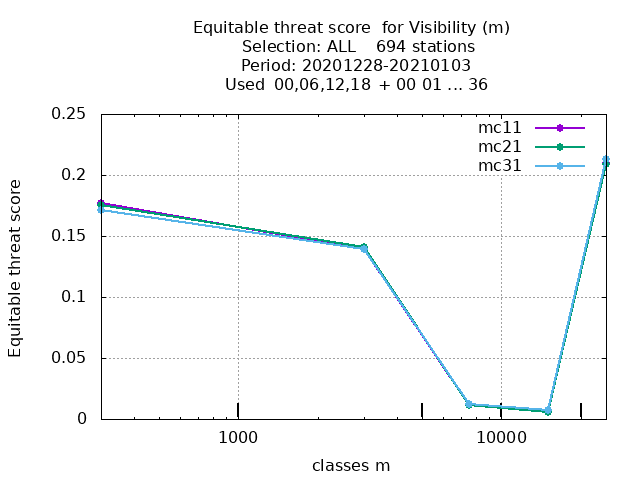 Equitable threat score  for Visibility (m)
Selection: ALL    694 stations
Period: 20201228-20210103
Used  00,06,12,18 + 00 01 ... 36
0.25
mc11
mc21
mc31
0.2
0.15
0.1
0.05
0
Equitable threat score
1000
10000
classes m